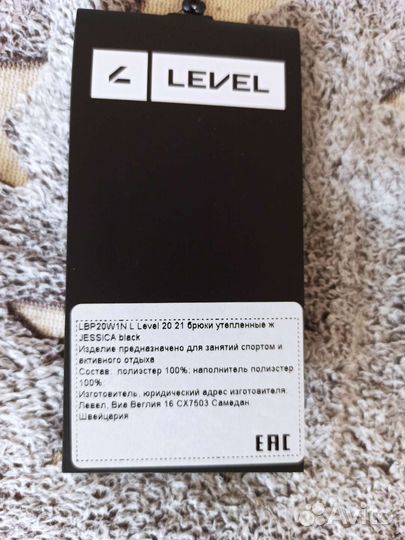 LEVEL
LBP20W1N L Level 20 21 брюки утепленные ж
JESSICA black
Изделие предназначено для занятий спортом и
активного отдыха
Состав: полиэстер 100%; наполнитель полиэстер
100%;
Изготовитель, юридический адрес изготовителя:
Левел, Виа Веглия 16 CX7503 Самедан
Швейцария
EAC
Avito